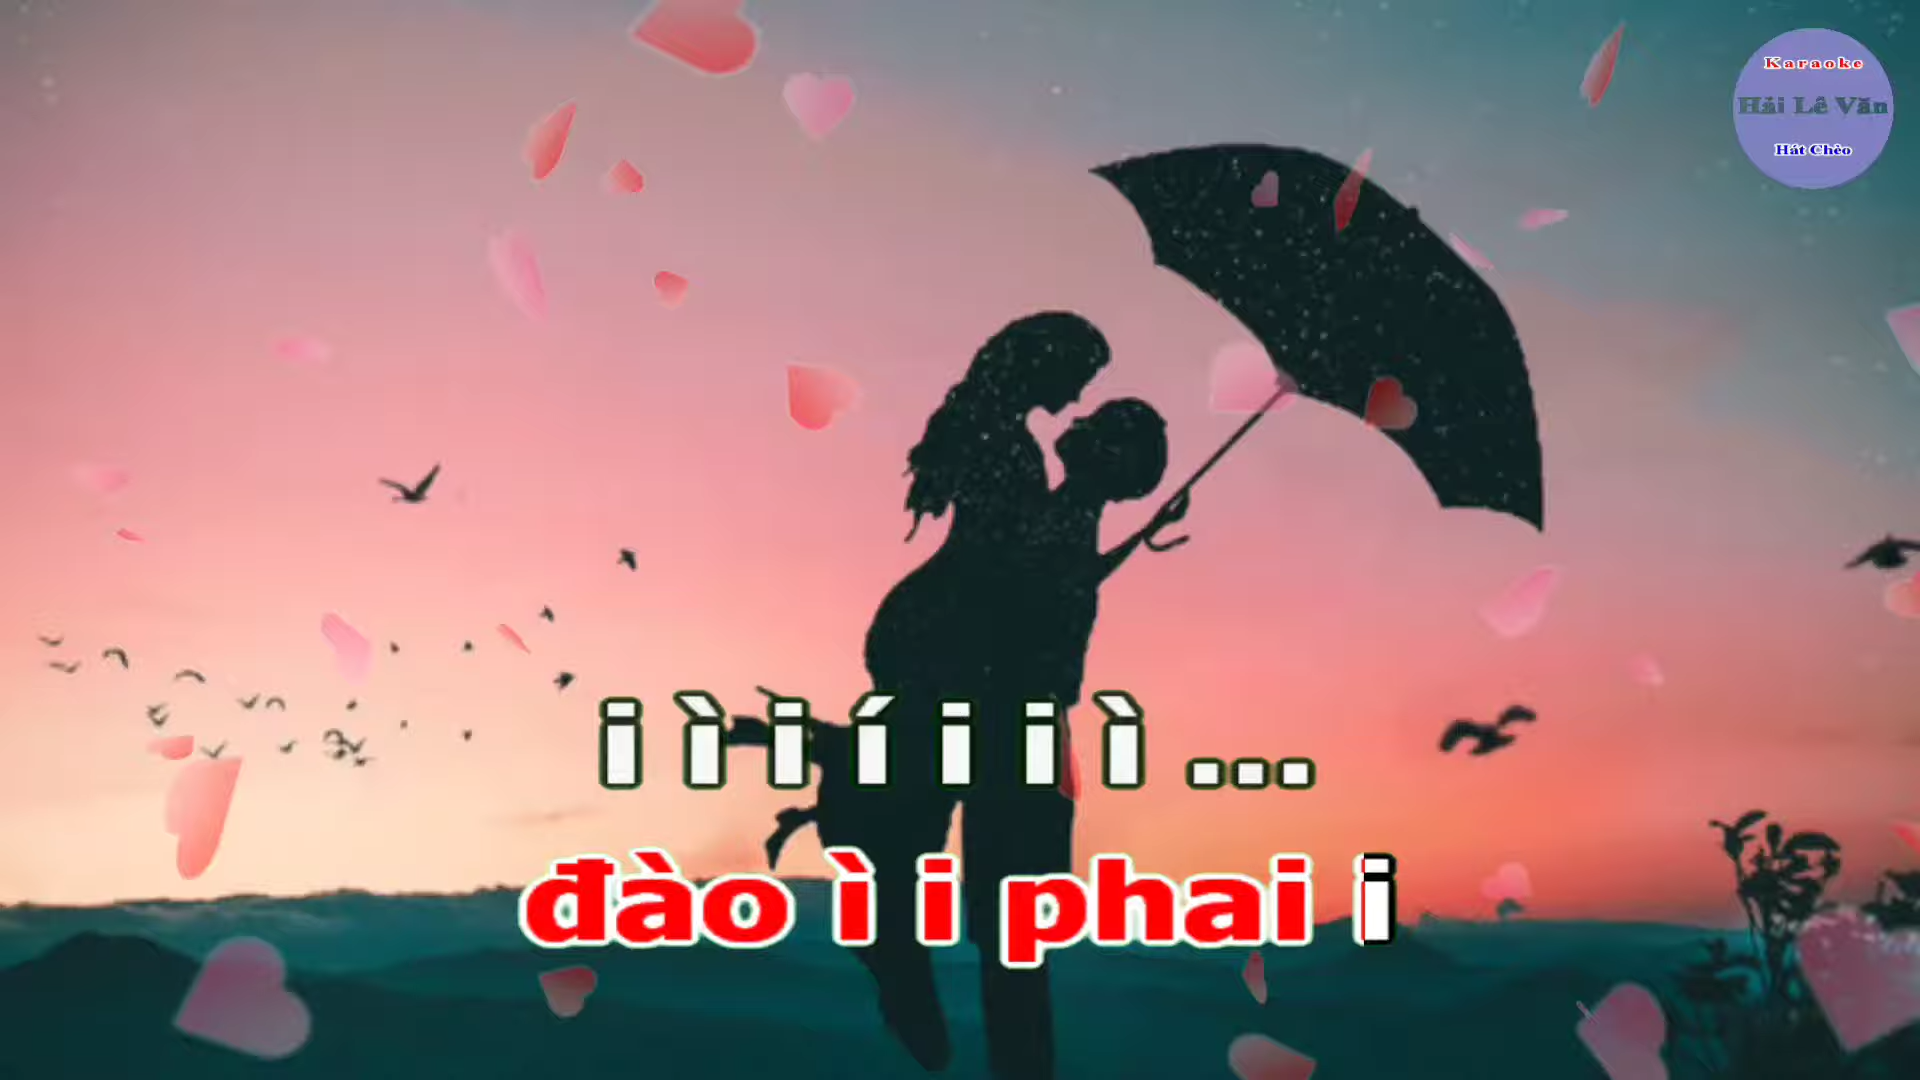 Karaoke
Hải Lê Văn
Hát Chèo
i ì i í i i ì ...
đào ì i phai i